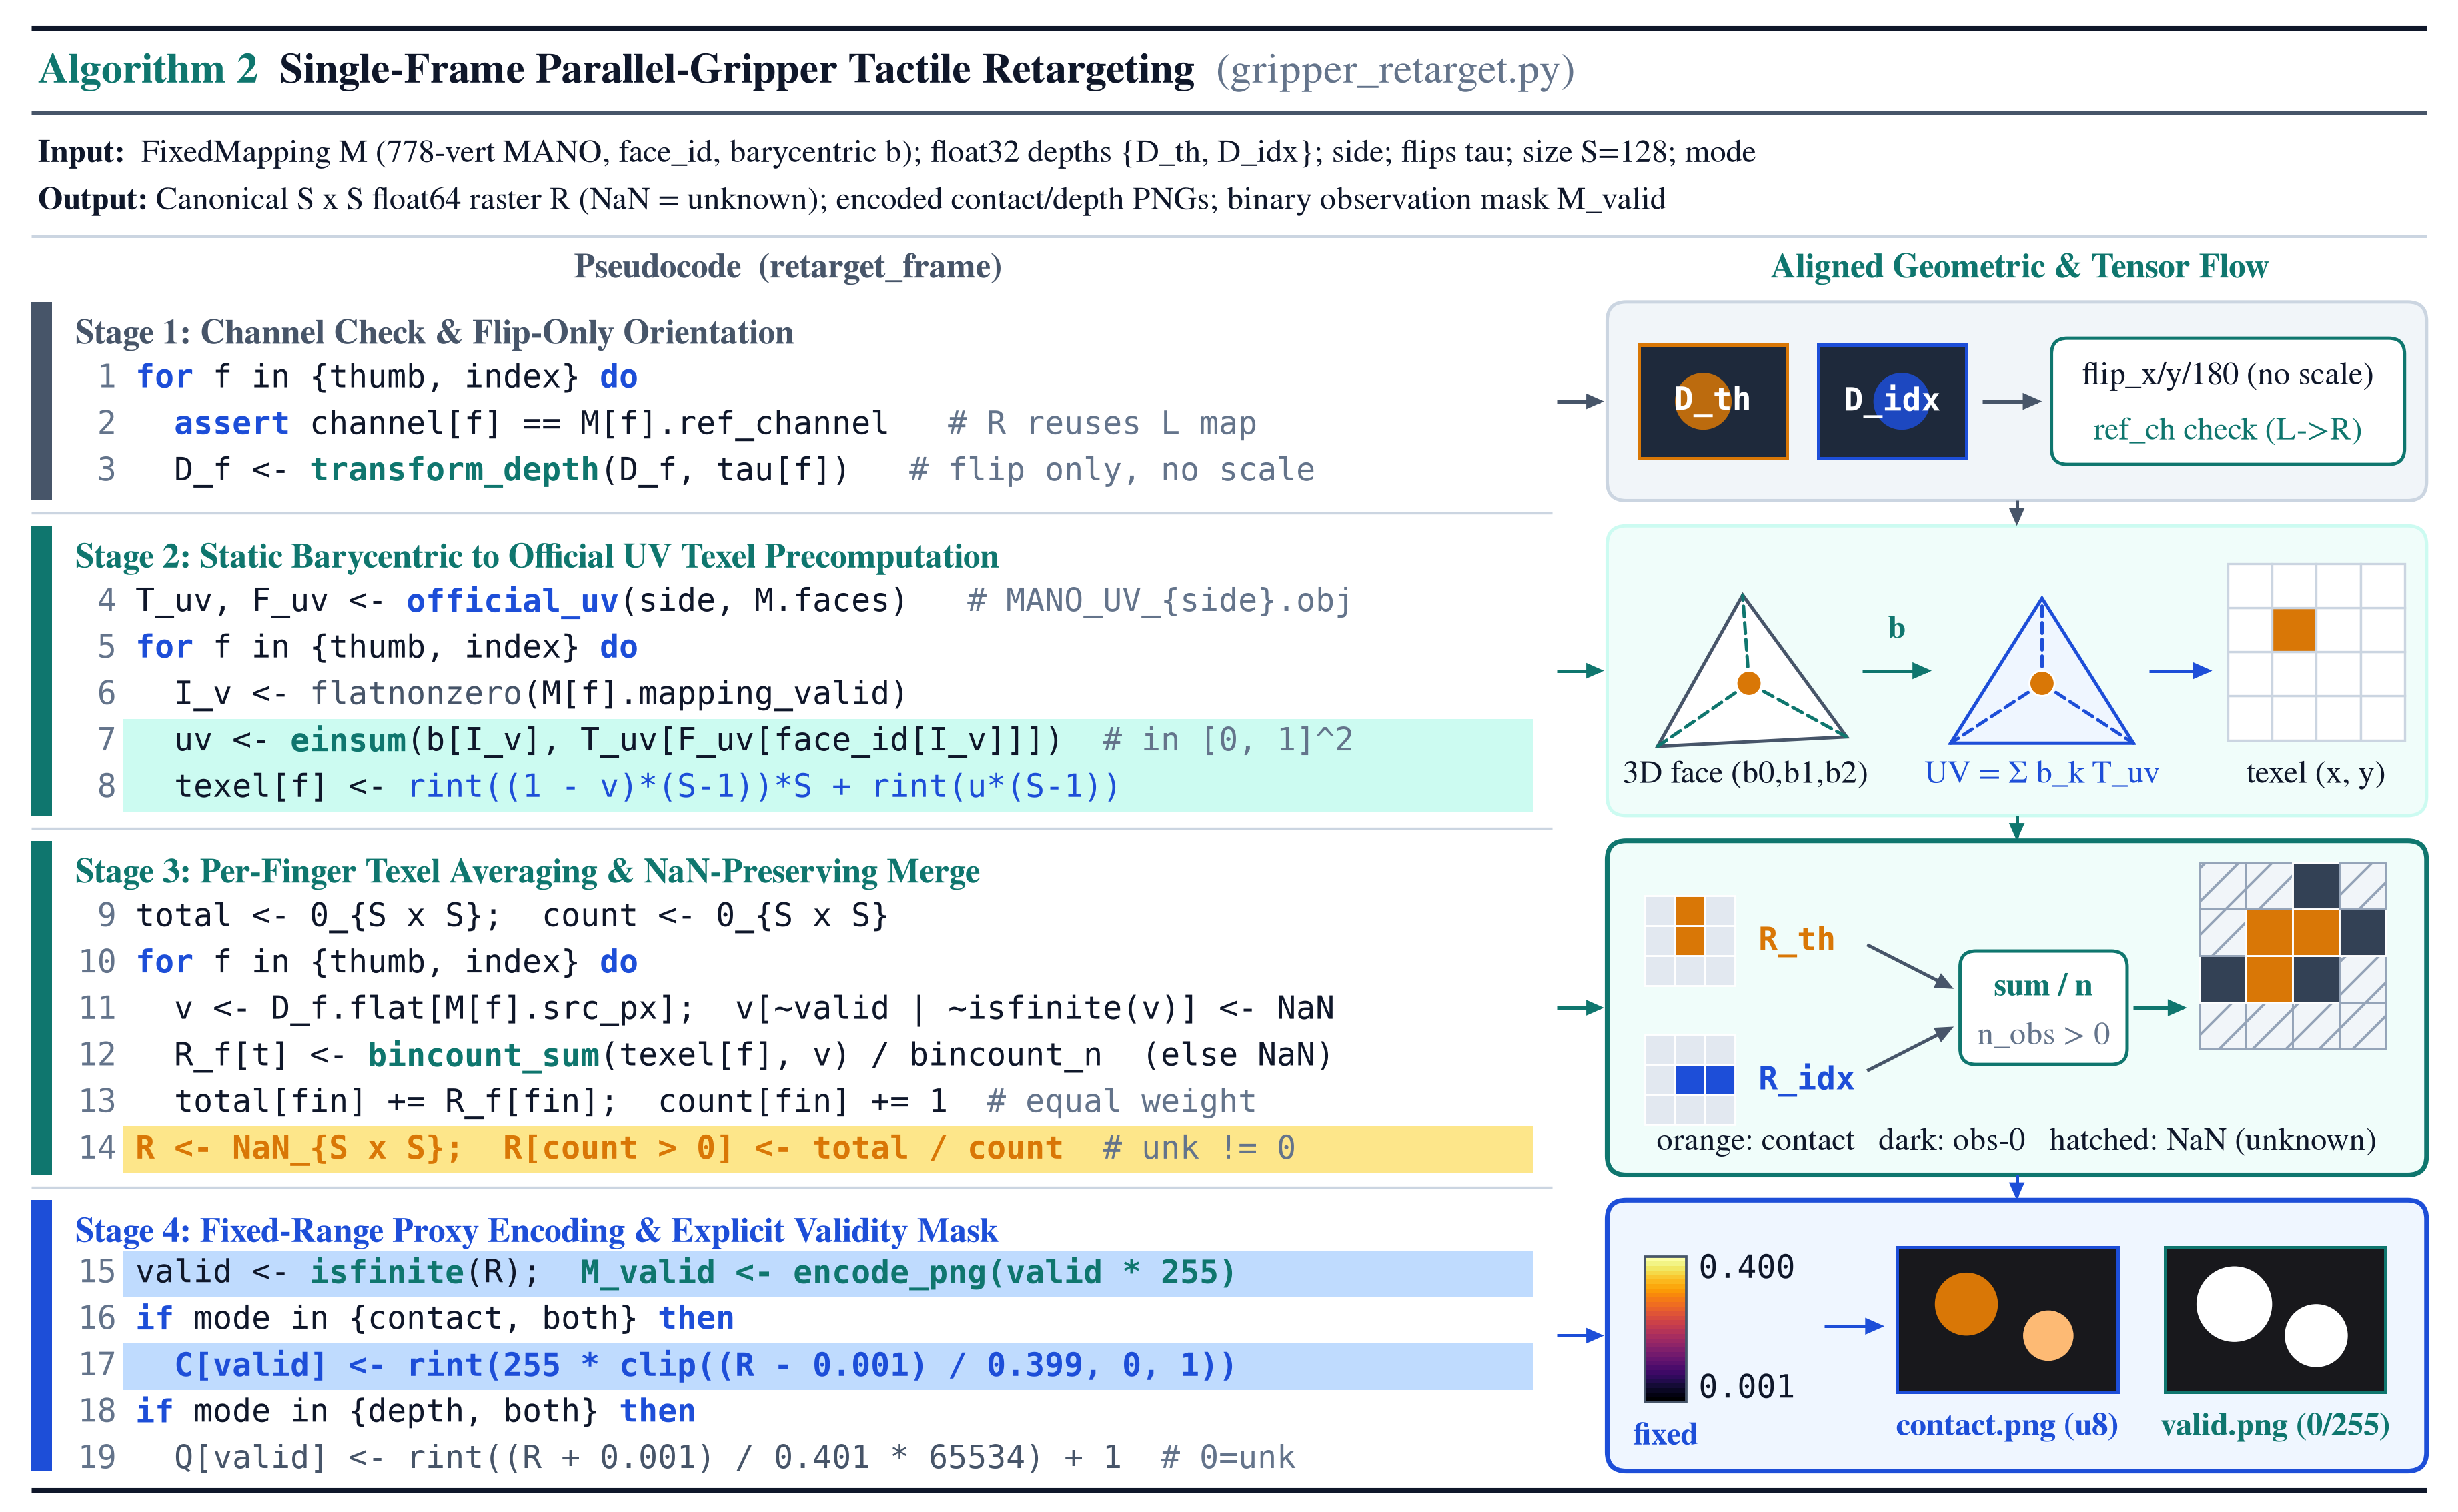 Algorithm 2 Single-Frame Parallel-Gripper Tactile Retargeting (gripper_retarget.py)
Input: FixedMapping M (778-vert MANO, face_id, barycentric b); float32 depths {D_th, D_idx}; side; flips tau; size S=128; mode
Output: Canonical S x S float64 raster R (NaN = unknown); encoded contact/depth PNGs; binary observation mask M_valid
Pseudocode (retarget_frame)
Stage 1: Channel Check & Flip-Only Orientation
1 for f in {thumb, index} do
2 assert channel[f] == M[f].ref_channel # R reuses L map
3 D_f <- transform_depth(D_f, tau[f]) # flip only, no scale
Stage 2: Static Barycentric to Official UV Texel Precomputation
4 T_uv, F_uv <- official_uv(side, M.faces) # MANO_UV_{side}.obj
5 for f in {thumb, index} do
6 I_v <- flatnonzero(M[f].mapping_valid)
7 uv <- einsum(b[I_v], T_uv[F_uv[face_id[I_v]]]) # in [0, 1]^2
8 texel[f] <- rint((1 - v)*(S-1))*S + rint(u*(S-1))
Stage 3: Per-Finger Texel Averaging & NaN-Preserving Merge
9 total <- 0_{S x S}; count <- 0_{S x S}
10 for f in {thumb, index} do
11 v <- D_f.flat[M[f].src_px]; v[~valid | ~isfinite(v)] <- NaN
12 R_f[t] <- bincount_sum(texel[f], v) / bincount_n (else NaN)
13 total[fin] += R_f[fin]; count[fin] += 1 # equal weight
14 R <- NaN_{S x S}; R[count > 0] <- total / count # unk != 0
Stage 4: Fixed-Range Proxy Encoding & Explicit Validity Mask
15 valid <- isfinite(R); M_valid <- encode_png(valid * 255)
16 if mode in {contact, both} then
17 C[valid] <- rint(255 * clip((R - 0.001) / 0.399, 0, 1))
18 if mode in {depth, both} then
19 Q[valid] <- rint((R + 0.001) / 0.401 * 65534) + 1 # 0=unk
Aligned Geometric & Tensor Flow
D_th
D_idx
flip_x/y/180 (no scale)
ref_ch check (L->R)
b
3D face (b0,b1,b2)
UV = Σ b_k T_uv
texel (x, y)
R_th
R_idx
sum / n
n_obs > 0
orange: contact dark: obs-0 hatched: NaN (unknown)
0.400
0.001
fixed
contact.png (u8)
valid.png (0/255)